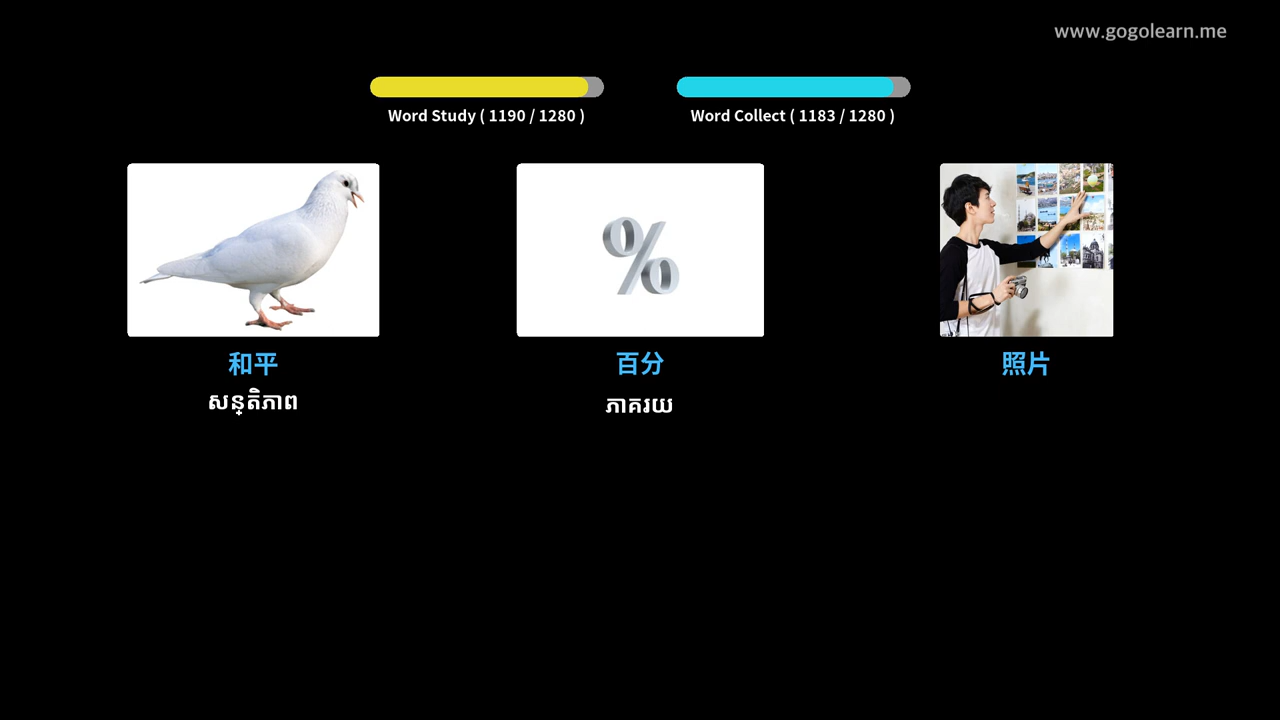 www.gogolearn.me
Word Study ( 1190 / 1280 )
Word Collect ( 1183 / 1280 )
%
和平
សន្តិភាព
百分
ភាគរយ
照片